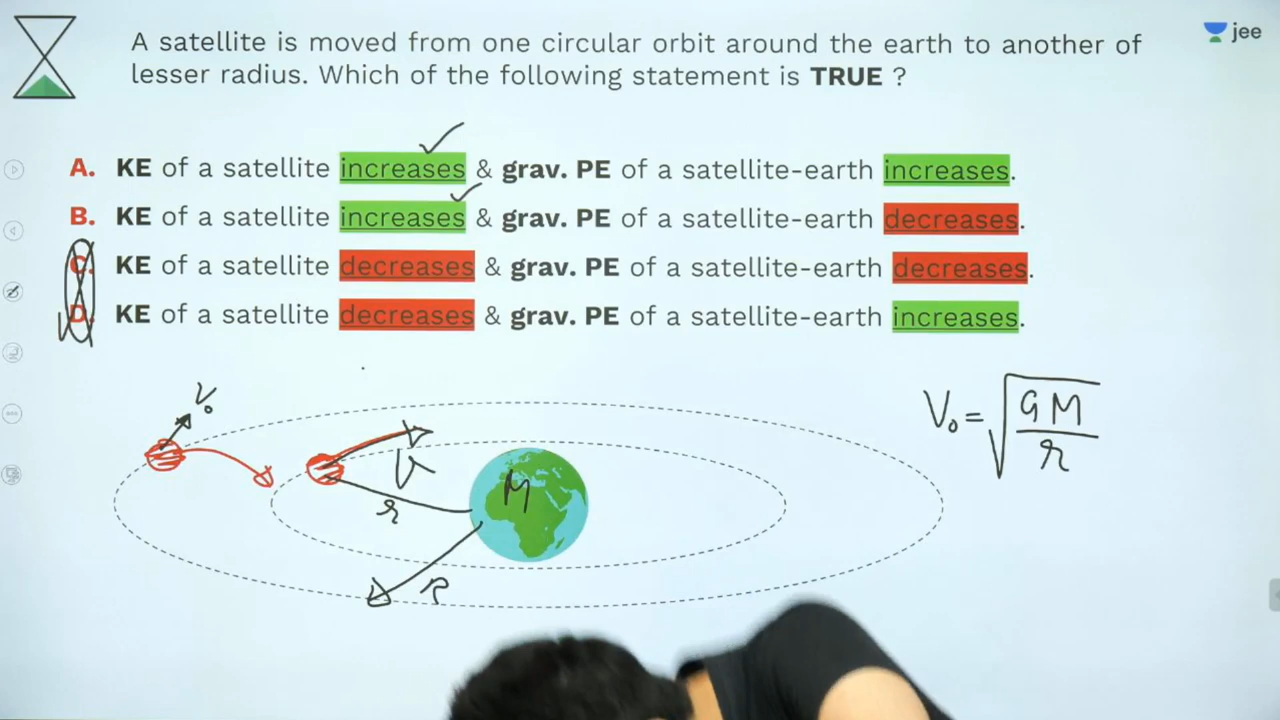 A satellite is moved from one circular orbit around the earth to another of
lesser radius. Which of the following statement is TRUE ?
jee
A. KE of a satellite increases & grav. PE of a satellite-earth increases.
B. KE of a satellite increases & grav. PE of a satellite-earth decreases.
C. KE of a satellite decreases & grav. PE of a satellite-earth decreases.
D. KE of a satellite decreases & grav. PE of a satellite-earth increases.
V₀
V
M
r
r
V₀ = √(GM/r)